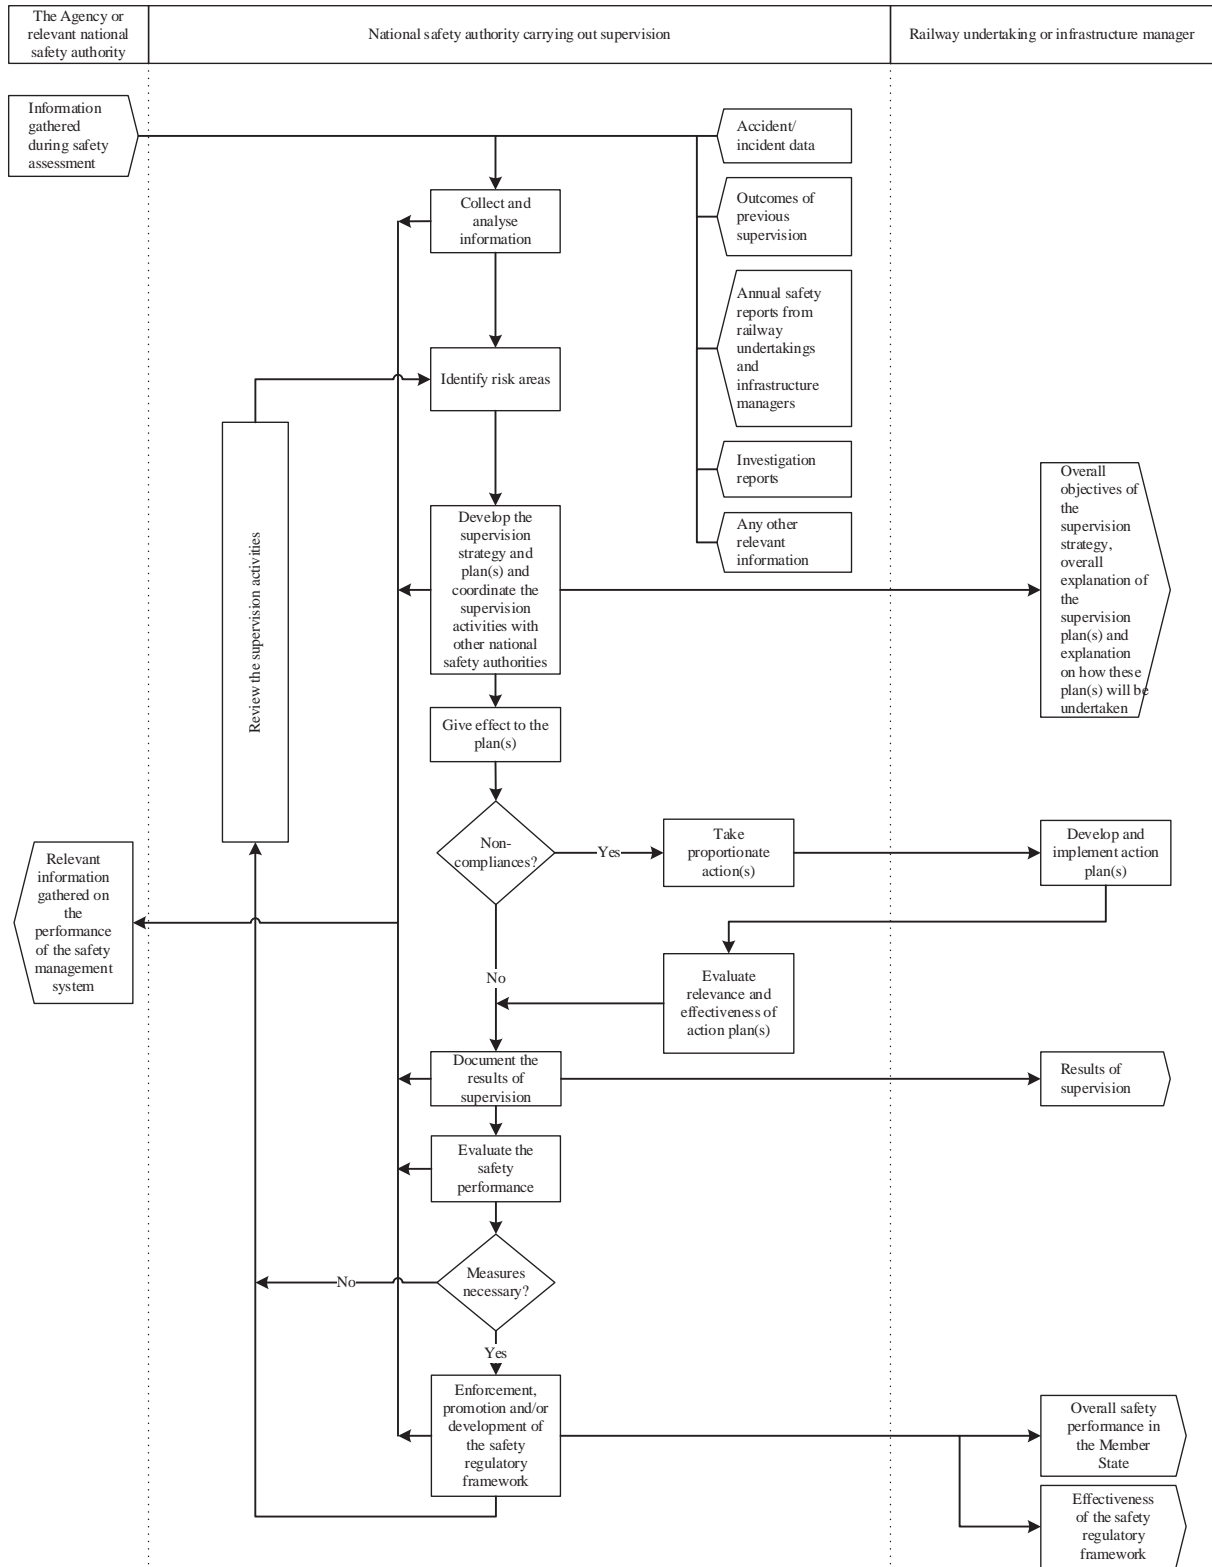 The Agency or
relevant national
safety authority
National safety authority carrying out supervision
Railway undertaking or infrastructure manager
Information
gathered
during safety
assessment
Accident/
incident data
Collect and
analyse
information
Outcomes of
previous
supervision
Annual safety
reports from
railway
undertakings
and
infrastructure
managers
Identify risk areas
Investigation
reports
Any other
relevant
information
Develop the
supervision
strategy and
plan(s) and
coordinate the
supervision
activities with
other national
safety authorities
Overall
objectives of
the
supervision
strategy,
overall
explanation of
the
supervision
plan(s) and
explanation
on how these
plan(s) will be
undertaken
Review the supervision activities
Give effect to the
plan(s)
Non-
compliances?
Yes
Take
proportionate
action(s)
Develop and
implement action
plan(s)
Relevant
information
gathered on
the
performance
of the safety
management
system
No
Evaluate
relevance and
effectiveness of
action plan(s)
Document the
results of
supervision
Results of
supervision
Evaluate the
safety
performance
Measures
necessary?
No
Yes
Enforcement,
promotion and/or
development of
the safety
regulatory
framework
Overall safety
performance in
the Member
State
Effectiveness
of the safety
regulatory
framework